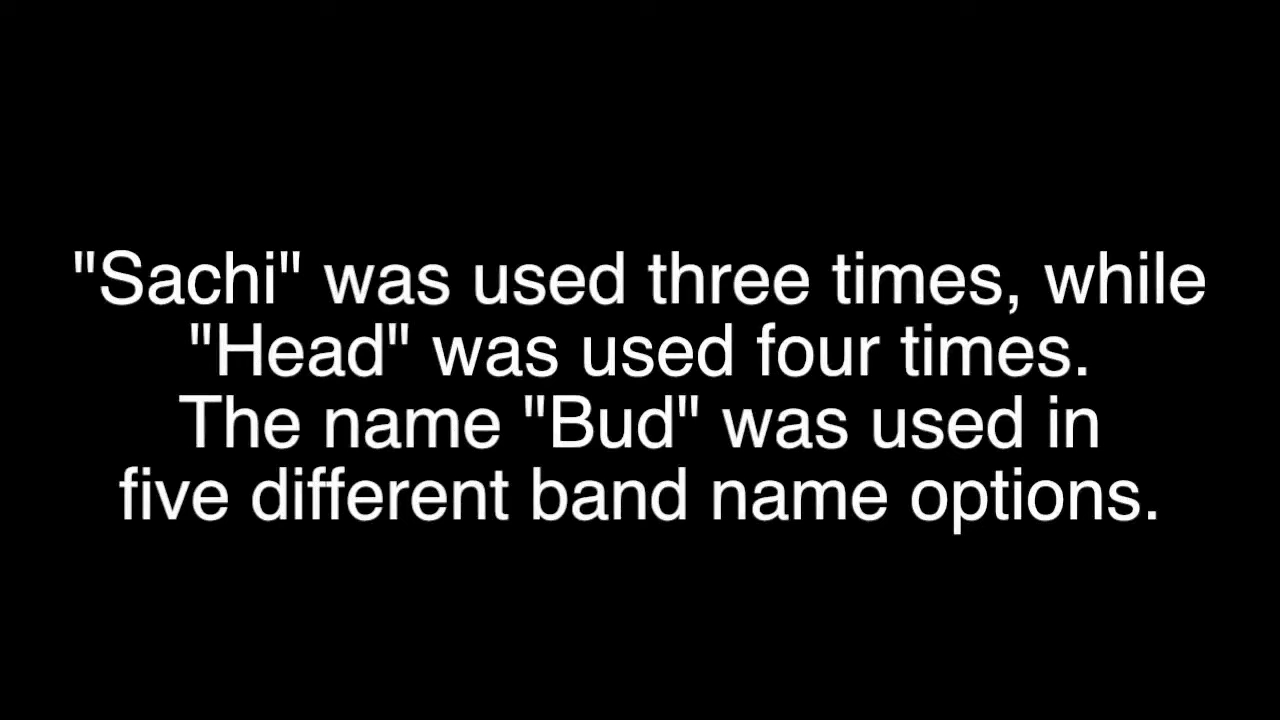 "Sachi" was used three times, while
"Head" was used four times.
The name "Bud" was used in
five different band name options.